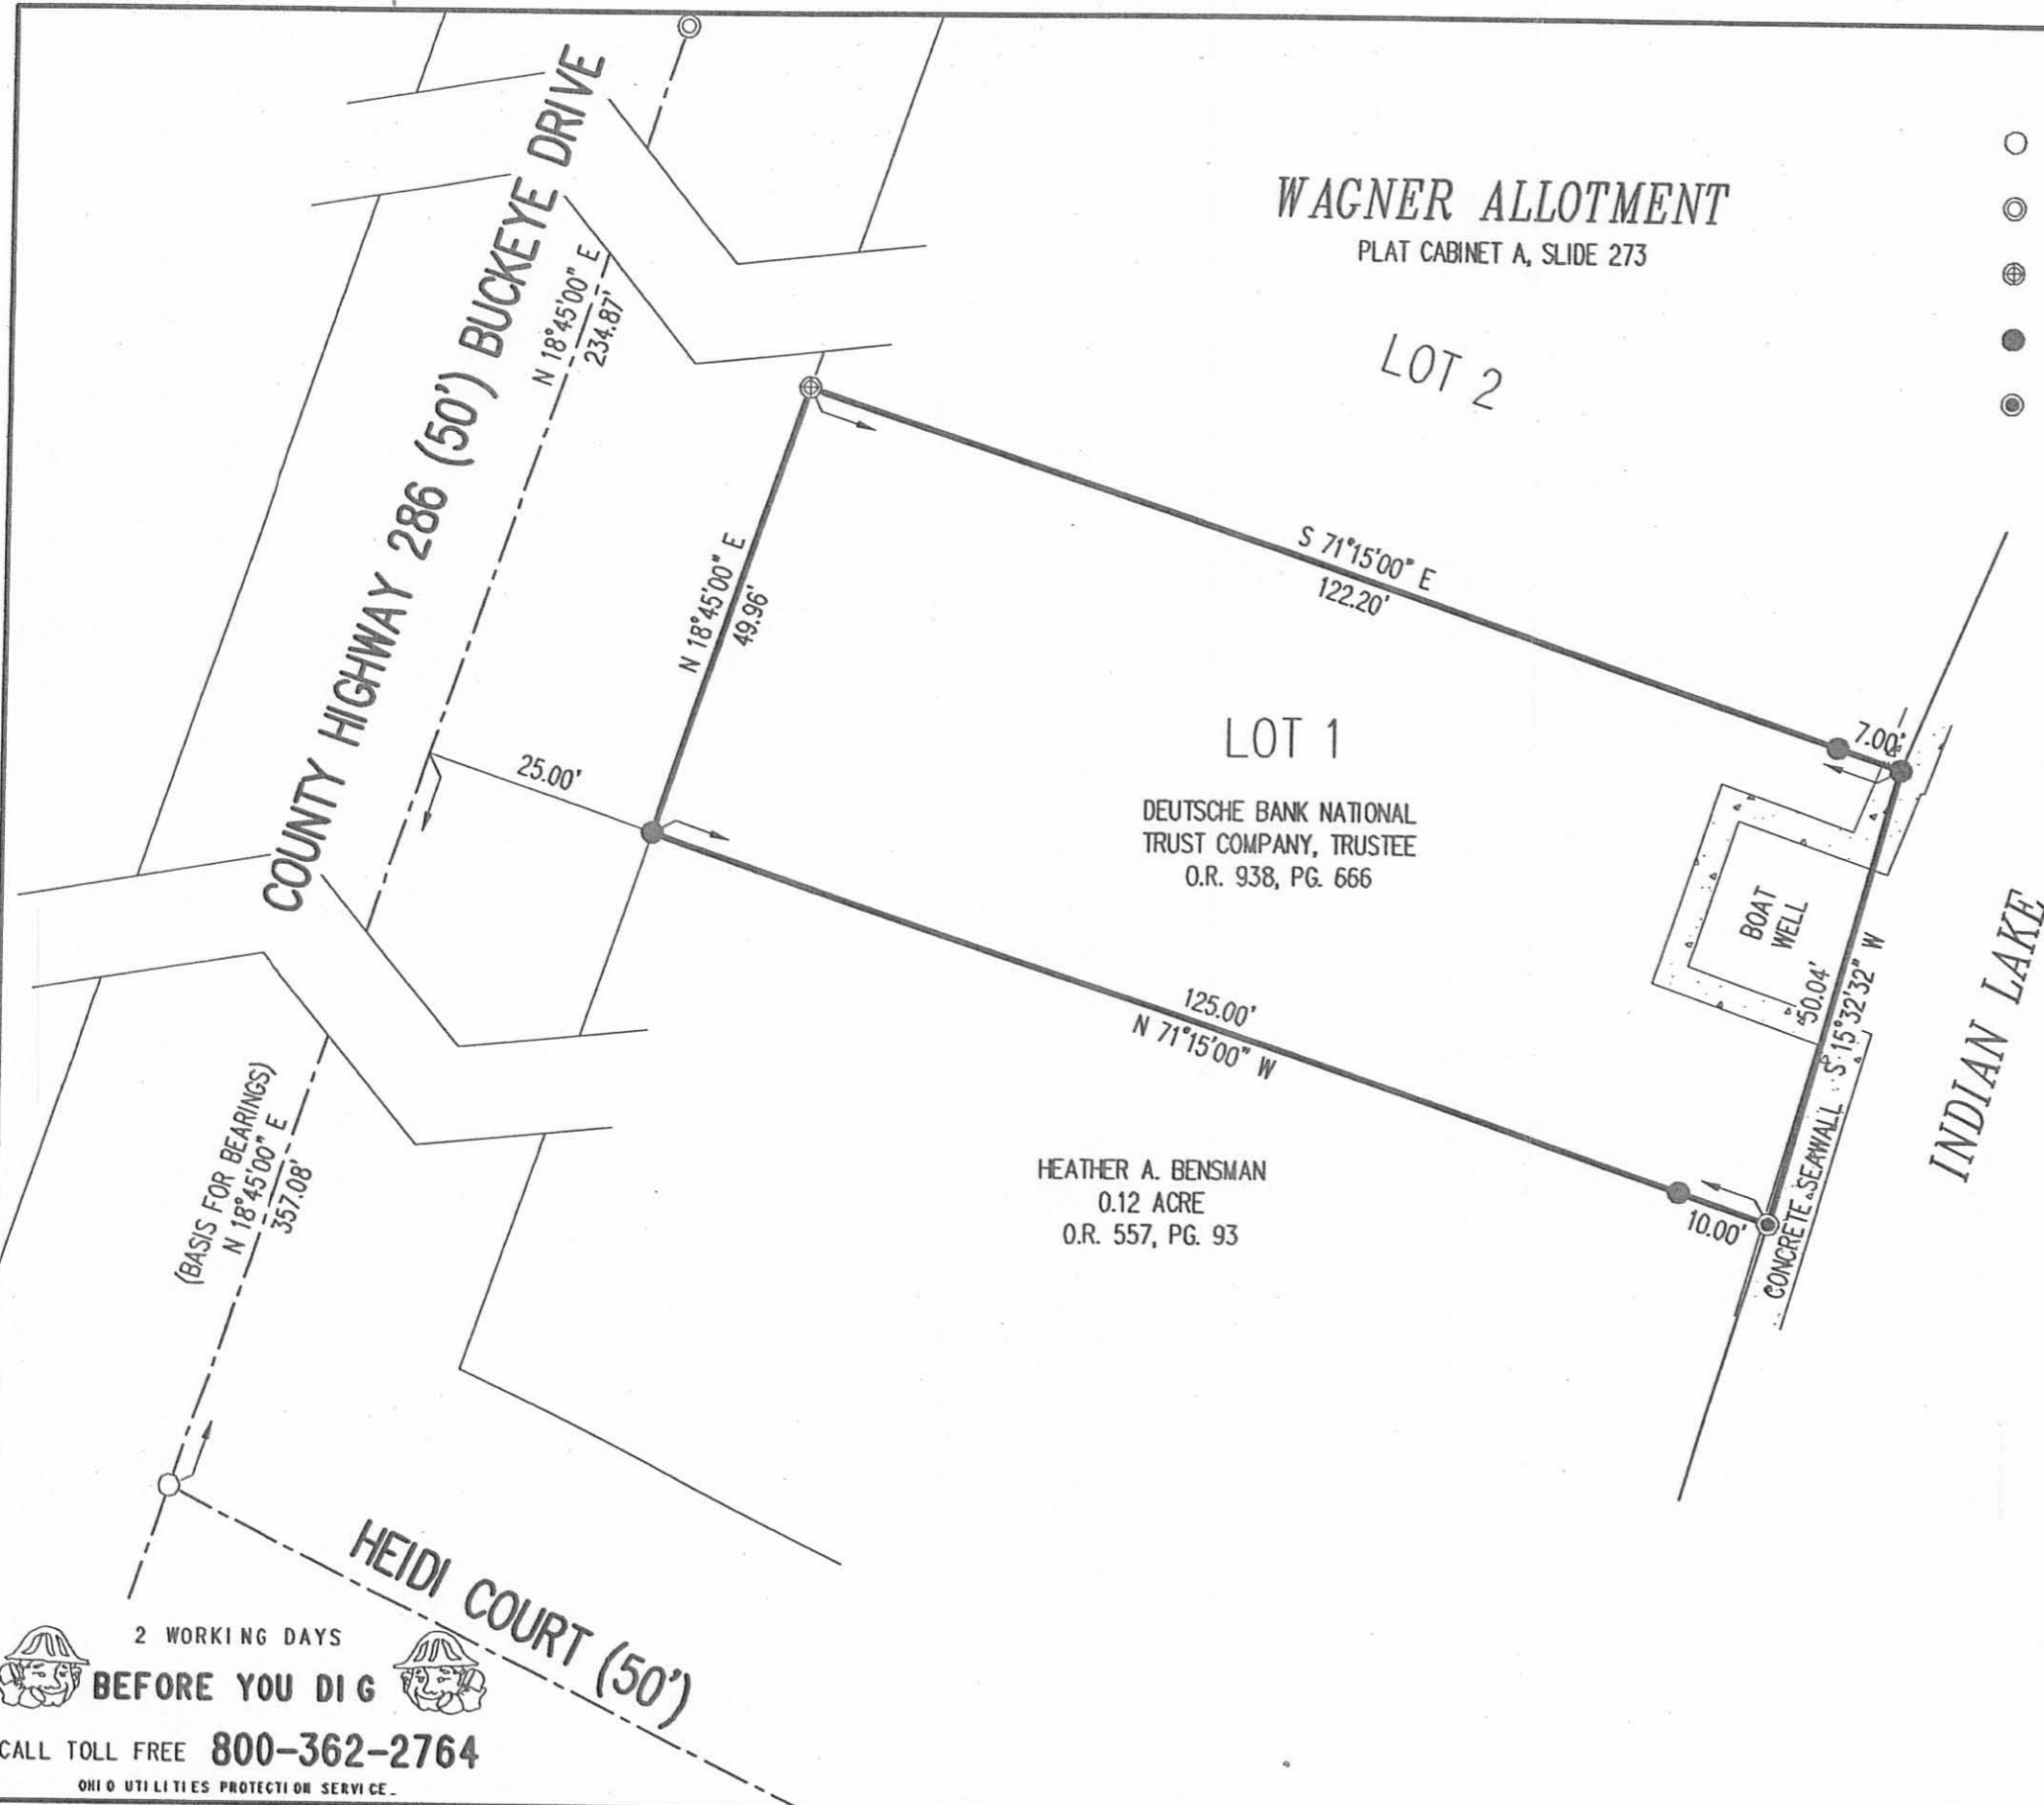 COUNTY HIGHWAY 286 (50') BUCKEYE DRIVE
N 18°45'00" E
234.87'
WAGNER ALLOTMENT
PLAT CABINET A, SLIDE 273
LOT 2
S 71°15'00" E
122.20'
7.00'
N 18°45'00" E
49.96'
25.00'
LOT 1
DEUTSCHE BANK NATIONAL
TRUST COMPANY, TRUSTEE
O.R. 938, PG. 666
BOAT
WELL
50.04'
S 15°32'32" W
CONCRETE SEAWALL
INDIAN LAKE
125.00'
N 71°15'00" W
10.00'
HEATHER A. BENSMAN
0.12 ACRE
O.R. 557, PG. 93
(BASIS FOR BEARINGS)
N 18°45'00" E
357.08'
HEIDI COURT (50')
2 WORKING DAYS
BEFORE YOU DIG
CALL TOLL FREE 800-362-2764
OHIO UTILITIES PROTECTION SERVICE